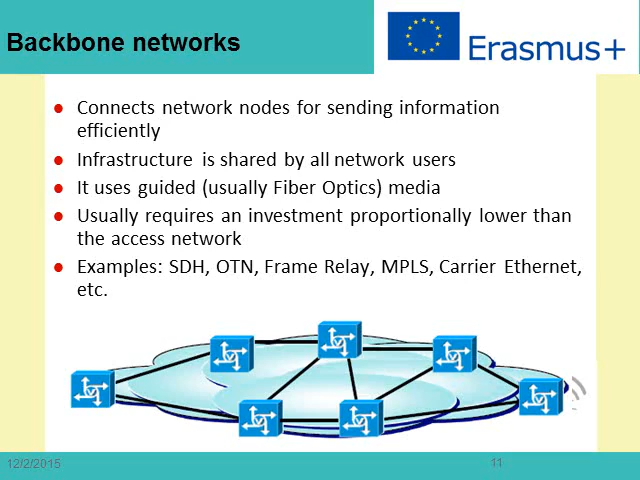 Backbone networks
Erasmus+
● Connects network nodes for sending information
efficiently
● Infrastructure is shared by all network users
● It uses guided (usually Fiber Optics) media
● Usually requires an investment proportionally lower than
the access network
● Examples: SDH, OTN, Frame Relay, MPLS, Carrier Ethernet,
etc.
12/2/2015
11